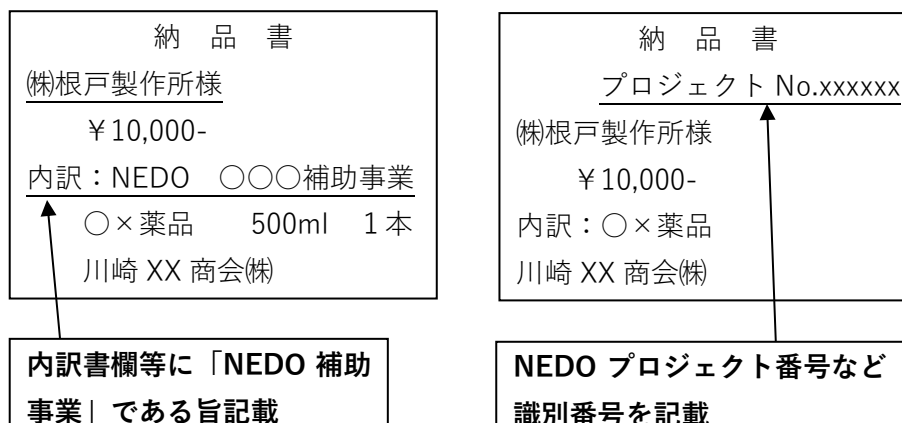 納 品 書
㈱根戸製作所様
￥10,000-
内訳：NEDO ○○○補助事業
○×薬品 500ml 1本
川崎 XX 商会㈱
内訳書欄等に「NEDO 補助
事業」である旨記載
納 品 書
プロジェクト No.xxxxxx
㈱根戸製作所様
￥10,000-
内訳：○×薬品
川崎 XX 商会㈱
NEDO プロジェクト番号など
識別番号を記載